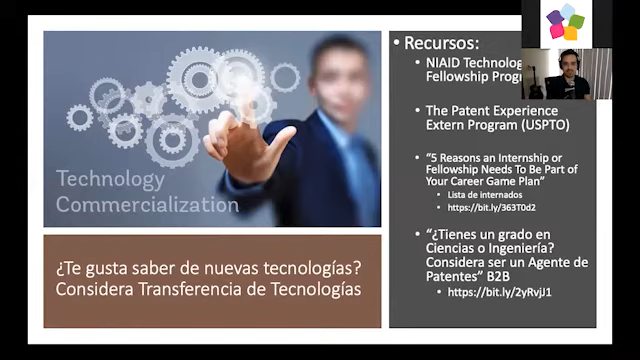 Technology
Commercialization
¿Te gusta saber de nuevas tecnologías?
Considera Transferencia de Tecnologías
• Recursos:
• NIAID Technolog
Fellowship Prog
• The Patent Experience
Extern Program (USPTO)
• “5 Reasons an Internship or
Fellowship Needs To Be Part of
Your Career Game Plan”
• Lista de internados
• https://bit.ly/363T0d2
• “¿Tienes un grado en
Ciencias o Ingeniería?
Considera ser un Agente de
Patentes” B2B
• https://bit.ly/2yRvjJ1